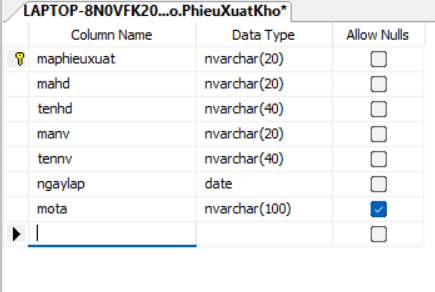 LAPTOP-8N0VFK20...o.PhieuXuatKho*
Column Name Data Type Allow Nulls
maphieuxuat nvarchar(20)
mahd nvarchar(20)
tenhd nvarchar(40)
manv nvarchar(20)
tennv nvarchar(40)
ngaylap date
mota nvarchar(100)